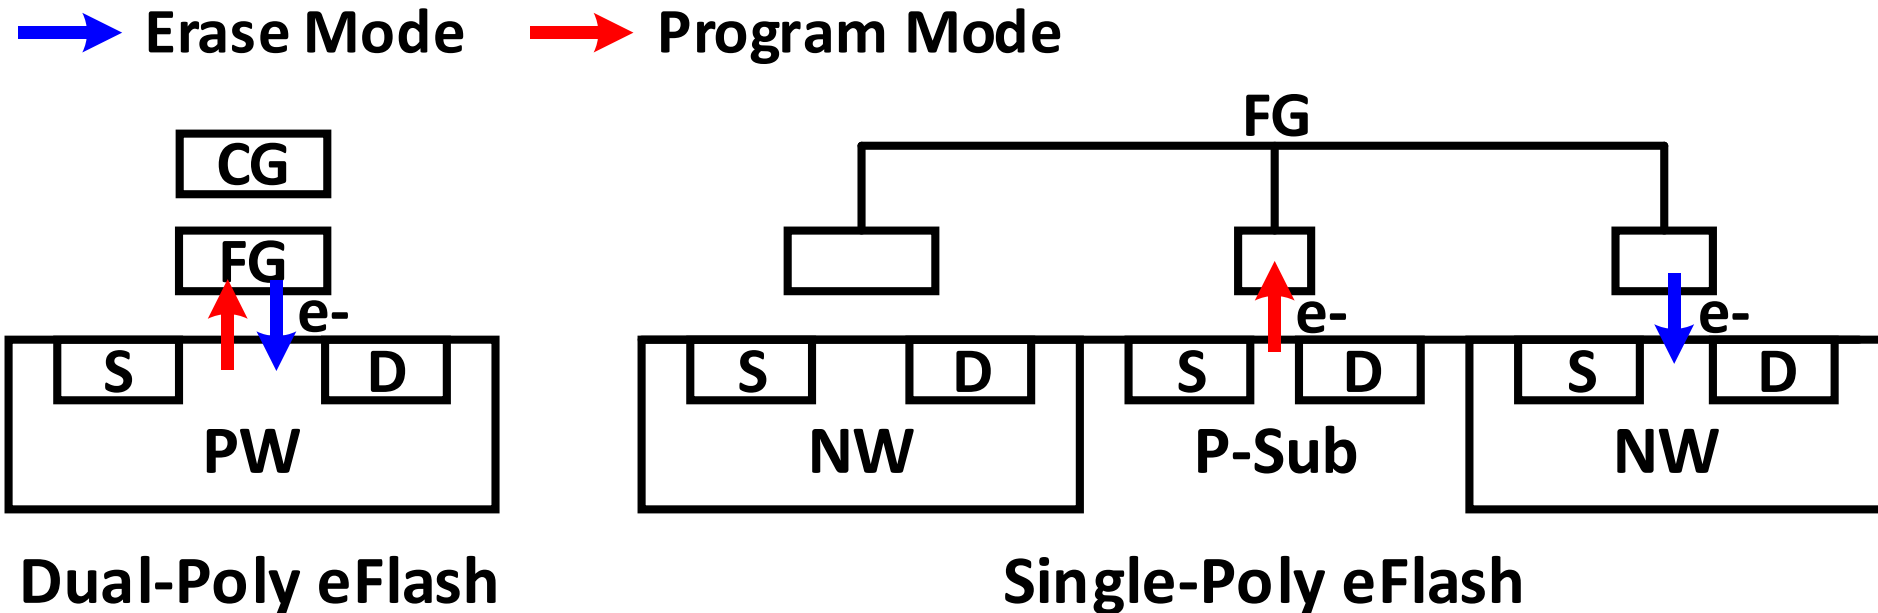 Erase Mode
Program Mode
CG
FG
e-
S
D
PW
Dual-Poly eFlash
FG
e-
e-
S
D
S
D
S
D
NW
P-Sub
NW
Single-Poly eFlash